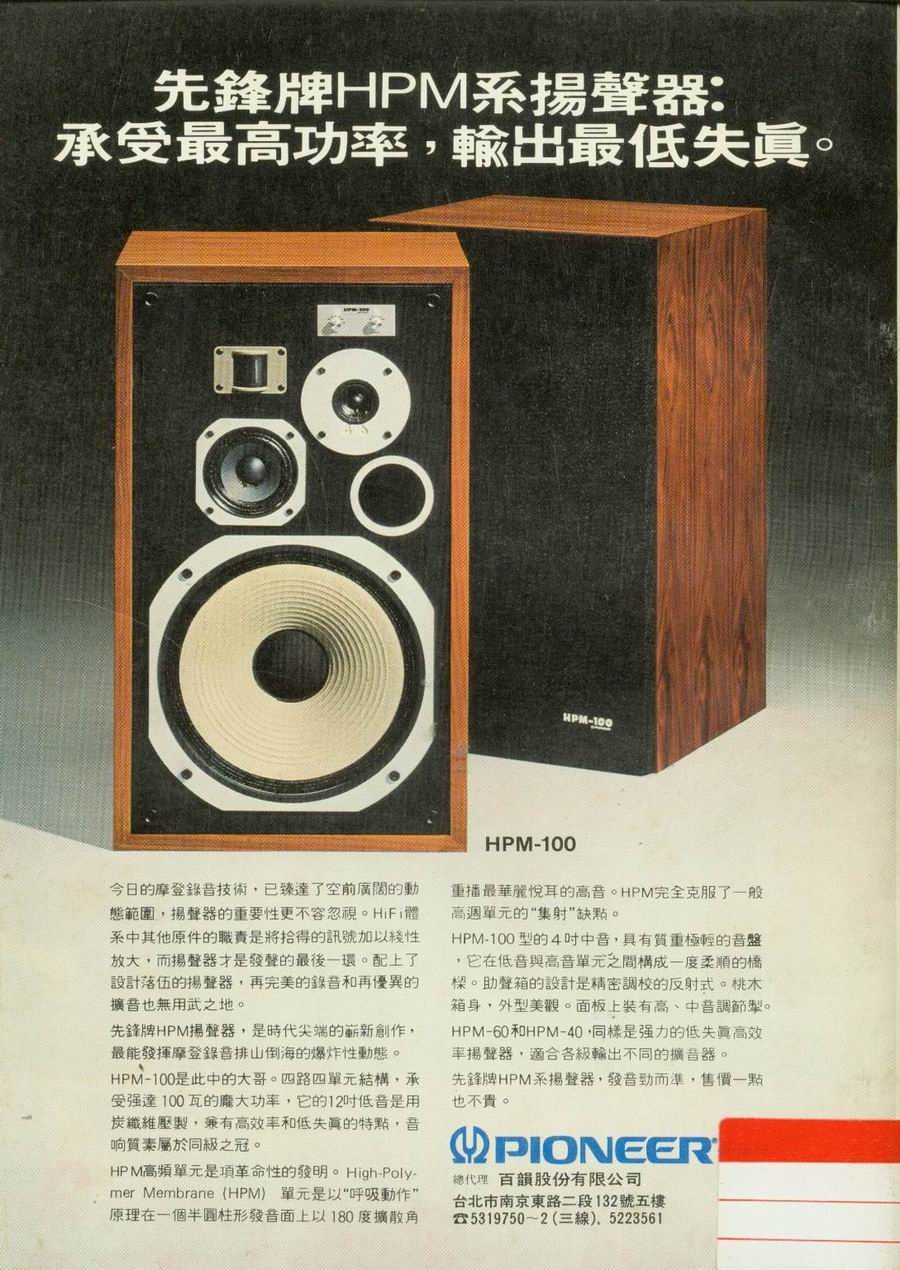 先鋒牌HPM系揚聲器:
承受最高功率，輸出最低失眞。
HPM-100
HPM-100
HPM-100
今日的摩登錄音技術，已臻達了空前廣闊的動
態範圍，揚聲器的重要性更不容忽視。HiFi體
系中其他原件的職責是將拾得的訊號加以綫性
放大，而揚聲器才是發聲的最後一環。配上了
設計落伍的揚聲器，再完美的錄音和再優異的
擴音也無用武之地。
先鋒牌HPM揚聲器，是時代尖端的嶄新創作，
最能發揮摩登錄音排山倒海的爆炸性動態。
HPM-100是此中的大哥。四路四單元結構，承
受强達 100 瓦的龐大功率，它的12吋低音是用
炭纖維壓製，兼有高效率和低失眞的特點，音
响質素屬於同級之冠。
HPM高頻單元是項革命性的發明。High-Poly-
mer Membrane (HPM) 單元是以“呼吸動作”
原理在一個半圓柱形發音面上以 180 度擴散角
重播最華麗悅耳的高音。HPM完全克服了一般
高週單元的“集射”缺點。
HPM-100 型的 4 吋中音，具有質量極輕的音盤
，它在低音與高音單元之間構成一度柔順的橋
樑。助聲箱的設計是精密調校的反射式。桃木
箱身，外型美觀。面板上裝有高、中音調節掣。
HPM-60和HPM-40，同樣是强力的低失眞高效
率揚聲器，適合各級輸出不同的擴音器。
先鋒牌HPM系揚聲器，發音勁而準，售價一點
也不貴。
PIONEER
總代理 百韻股份有限公司
台北市南京東路二段132號五樓
☎5319750～2 (三線), 5223561